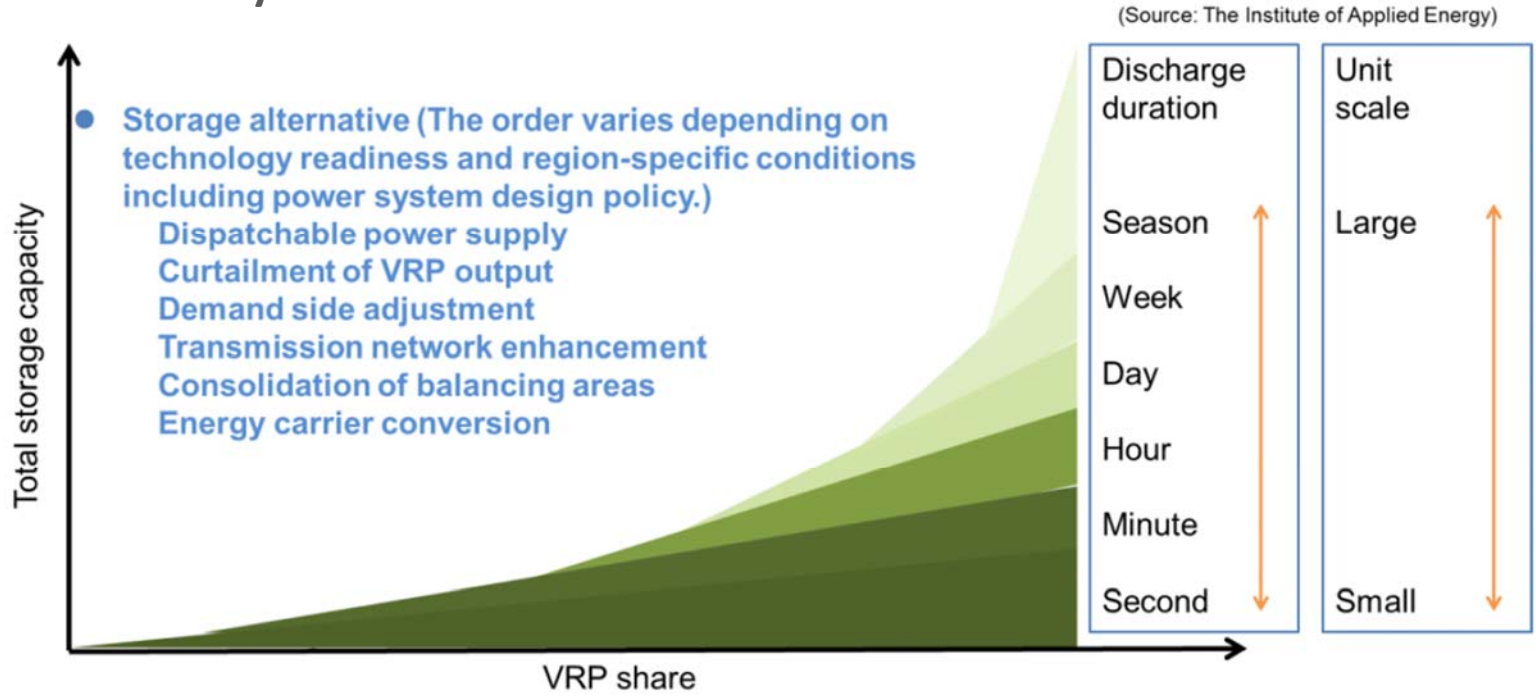 (Source: The Institute of Applied Energy)
● Storage alternative (The order varies depending on
technology readiness and region-specific conditions
including power system design policy.)
Dispatchable power supply
Curtailment of VRP output
Demand side adjustment
Transmission network enhancement
Consolidation of balancing areas
Energy carrier conversion
Total storage capacity
VRP share
Discharge
duration
Season
Week
Day
Hour
Minute
Second
Unit
scale
Large
Small